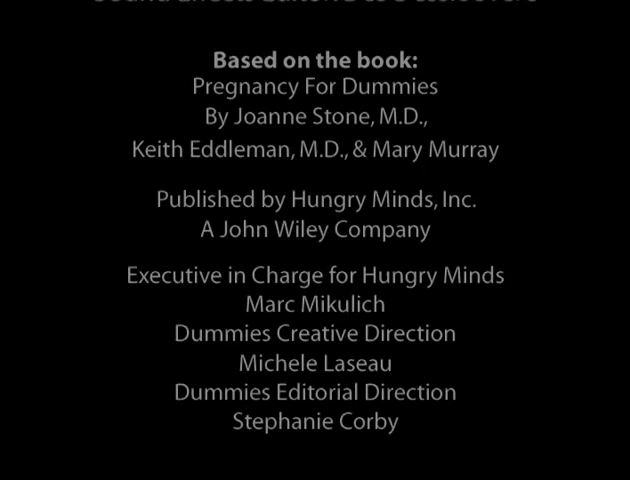 Based on the book:
Pregnancy For Dummies
By Joanne Stone, M.D.,
Keith Eddleman, M.D., & Mary Murray
Published by Hungry Minds, Inc.
A John Wiley Company
Executive in Charge for Hungry Minds
Marc Mikulich
Dummies Creative Direction
Michele Laseau
Dummies Editorial Direction
Stephanie Corby